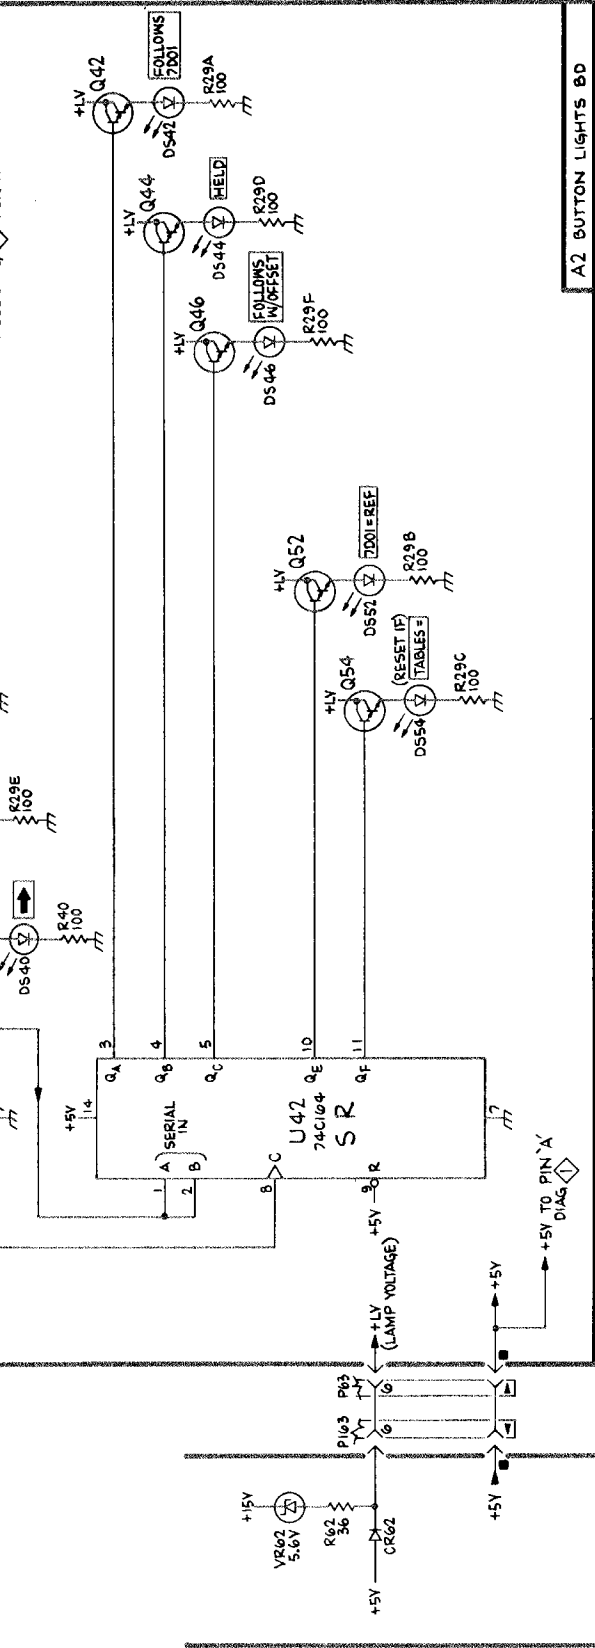 A2 BUTTON LIGHTS BD
+LV
Q42
DS42
FOLLOWS
7D01
R29A
100
+LV
Q44
DS44
HELD
R29D
100
+LV
Q46
DS46
FOLLOWS
W/OFFSET
R29F
100
+LV
Q52
DS52
7D01=REF
R29B
100
+LV
Q54
DS54
(RESET IF)
TABLES=
R29C
100
R29E
100
DS40
R40
100
+5V
14
3
4
5
10
11
QA
QB
QC
QE
QF
SERIAL
IN
A
B
1
2
8
C
U42
74C164
SR
9
R
+5V
7
+LV
(LAMP VOLTAGE)
+5V
+5V TO PIN 'A'
DIAG 1
P63
6
P163
6
+15V
VR62
5.6V
R62
36
CR62
+5V
+5V